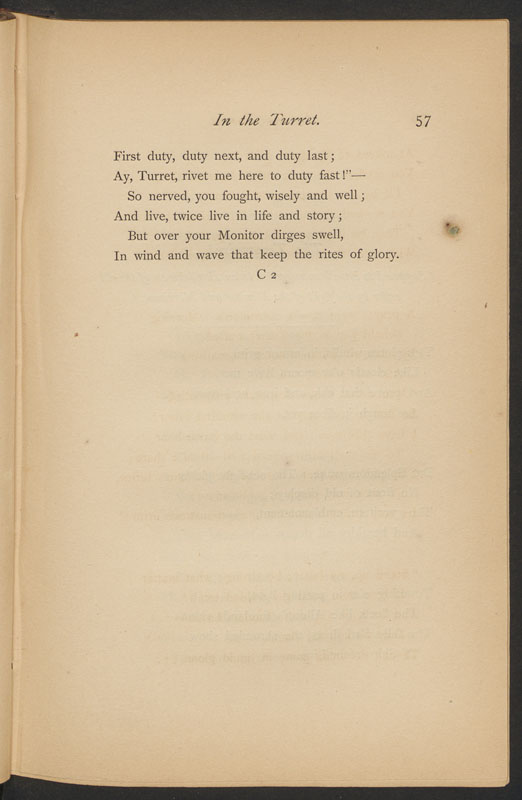 In the Turret. 57
First duty, duty next, and duty last;
Ay, Turret, rivet me here to duty fast!"—
So nerved, you fought, wisely and well;
And live, twice live in life and story;
But over your Monitor dirges swell,
In wind and wave that keep the rites of glory.
C 2